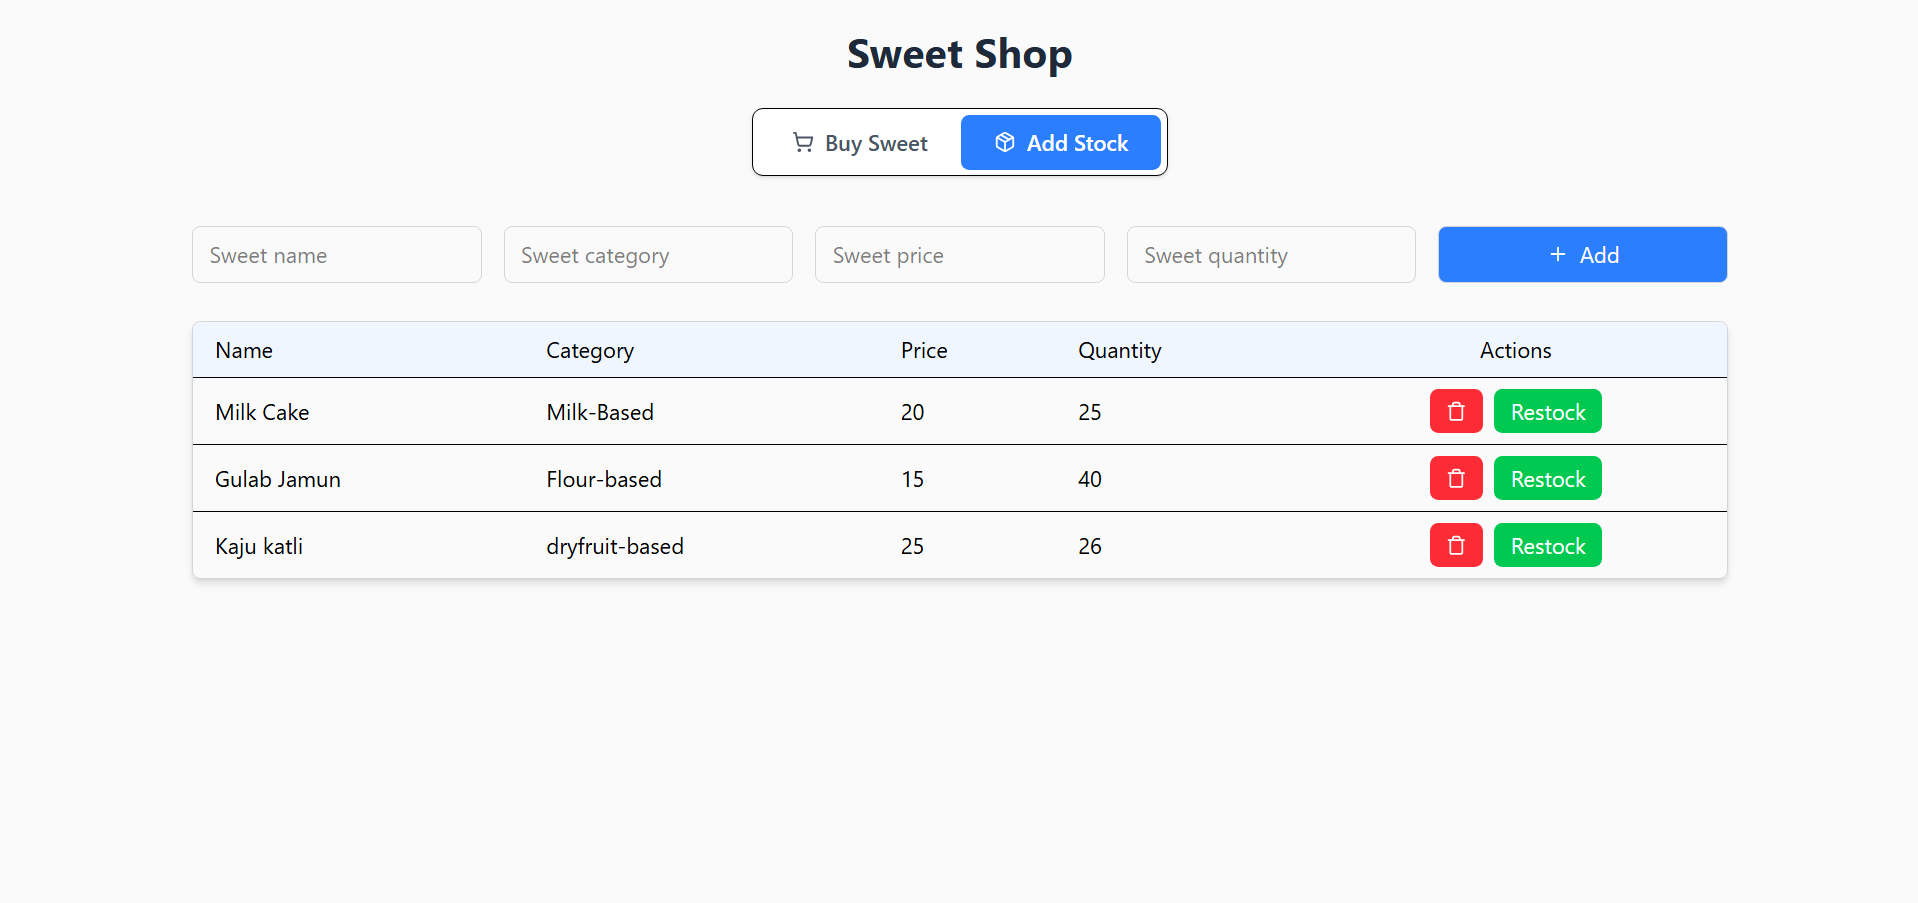 Sweet Shop
Buy Sweet Add Stock
Sweet name Sweet category Sweet price Sweet quantity + Add
Name Category Price Quantity Actions
Milk Cake Milk-Based 20 25 Restock
Gulab Jamun Flour-based 15 40 Restock
Kaju katli dryfruit-based 25 26 Restock